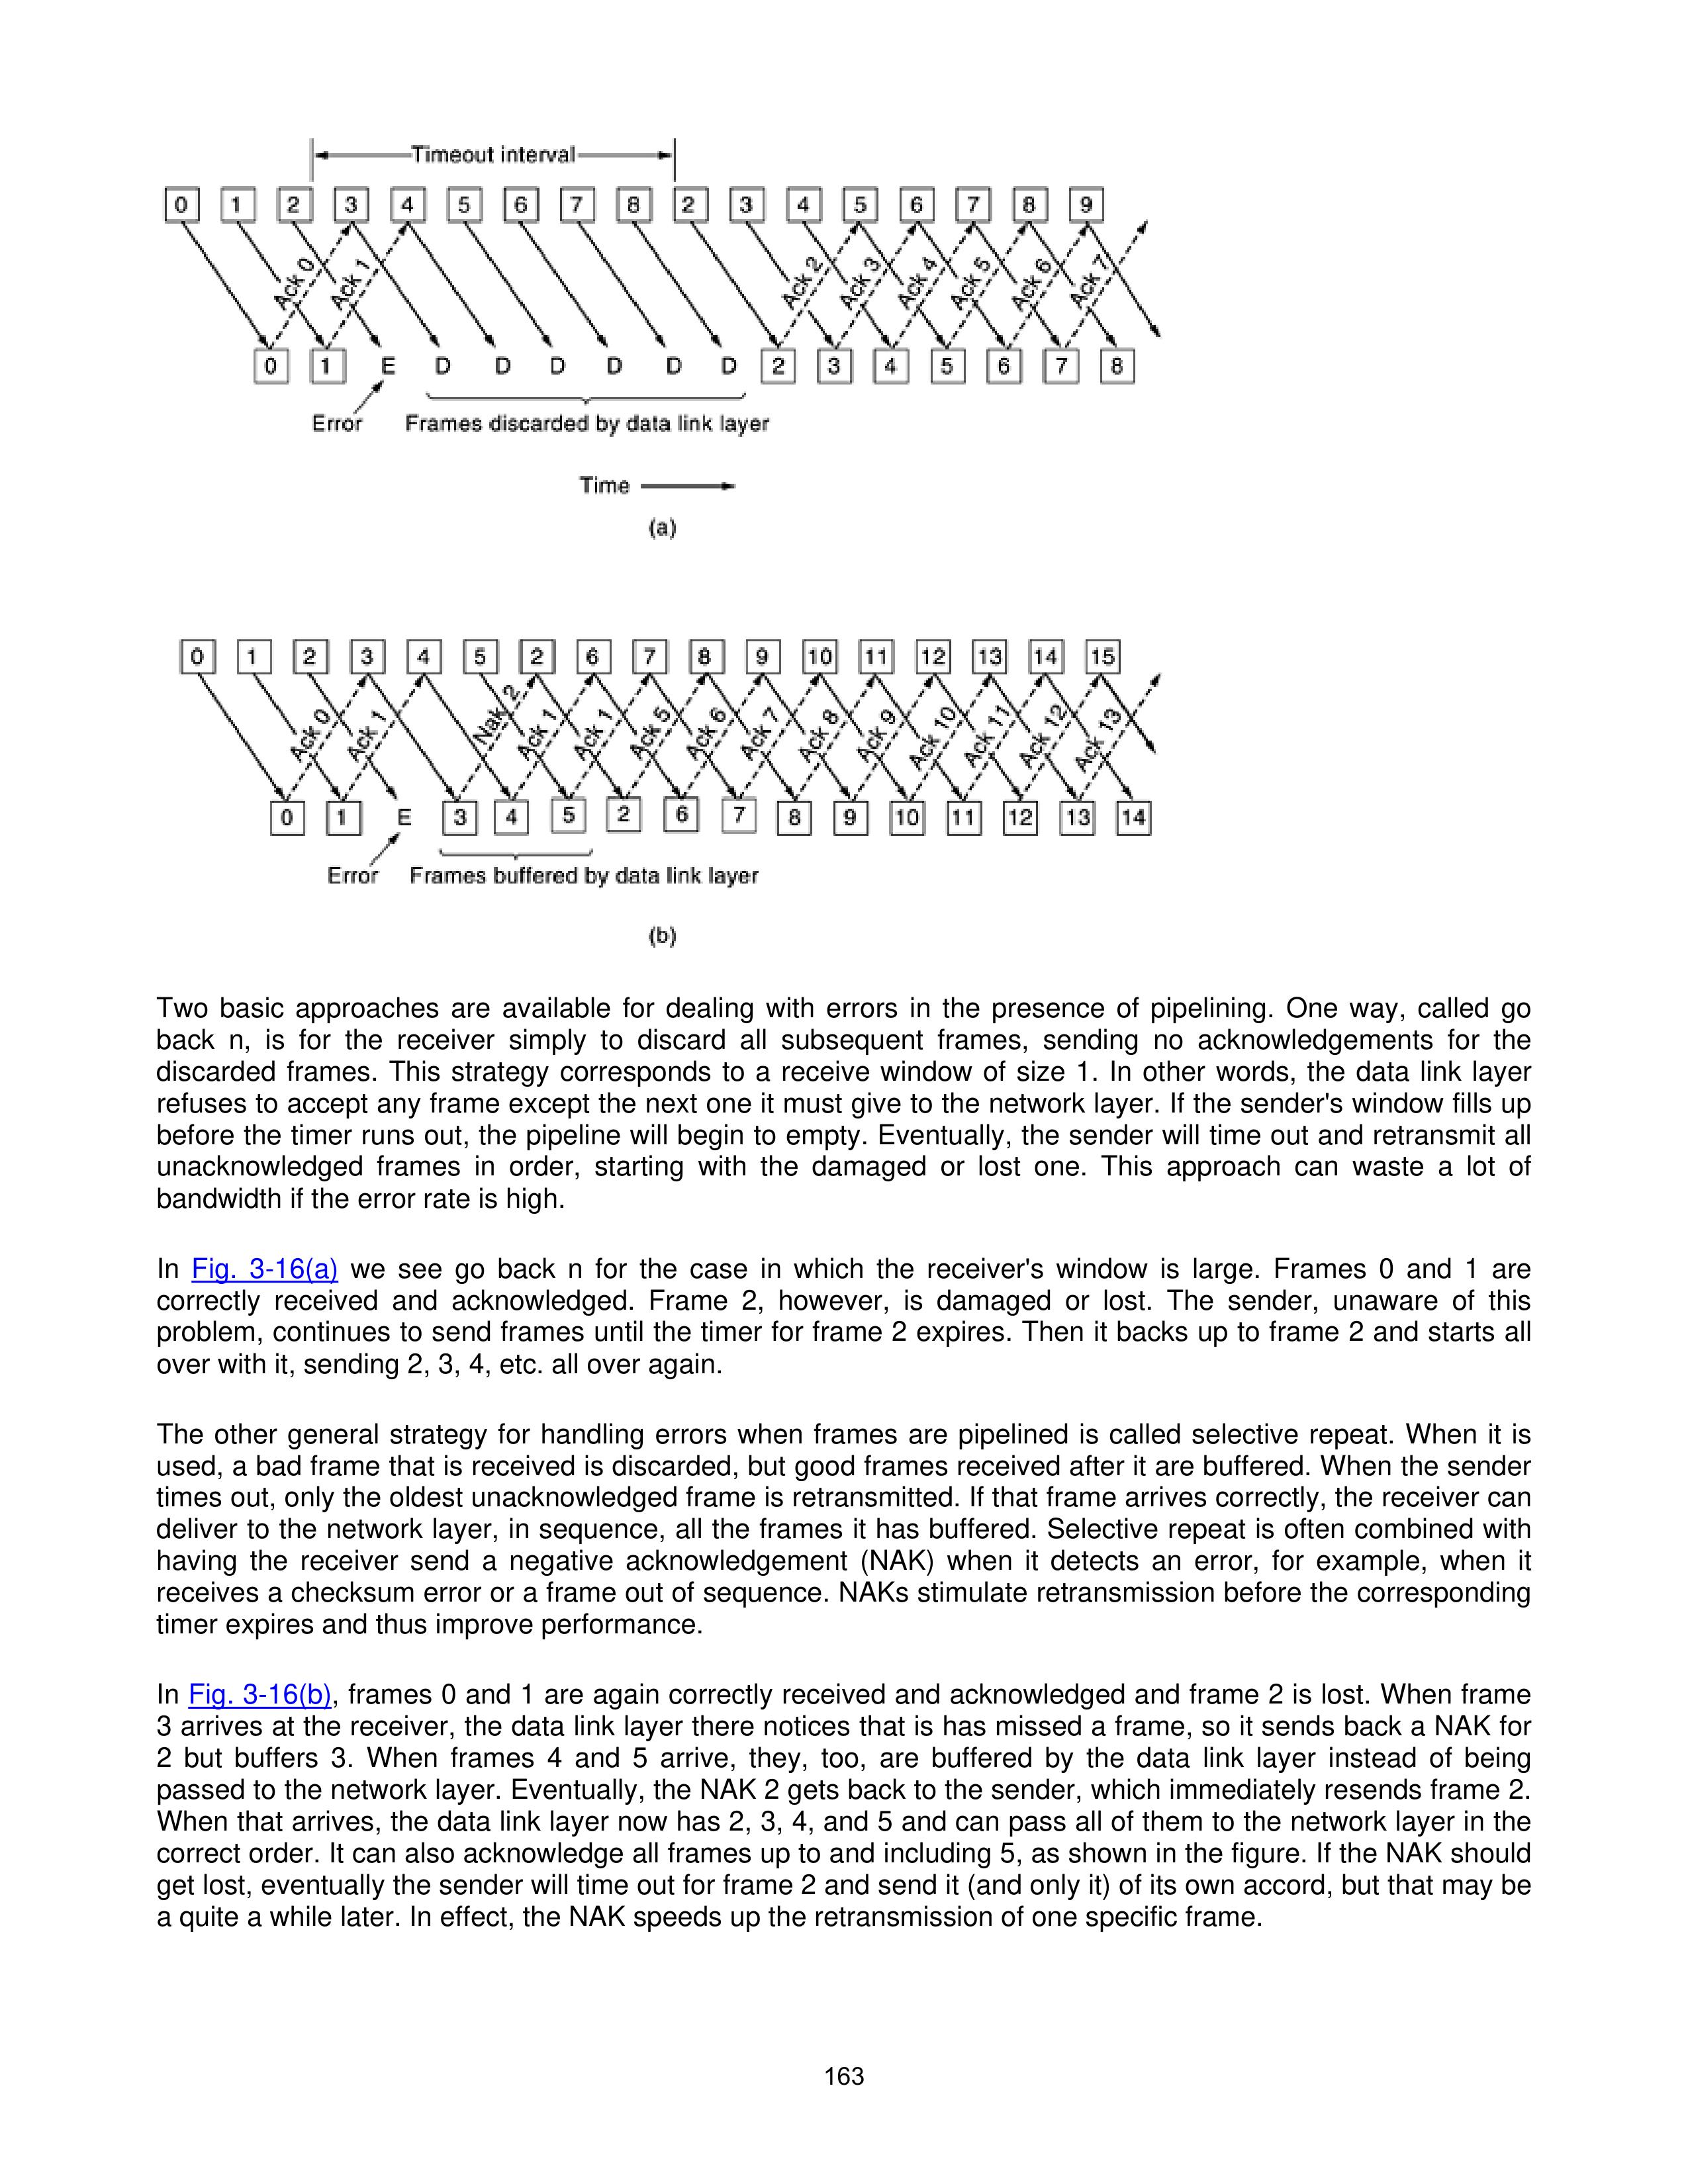 Timeout interval
0 1 2 3 4 5 6 7 8 2 3 4 5 6 7 8 9
Ack 0 Ack 1 Ack 2 Ack 3 Ack 4 Ack 5 Ack 6 Ack 7
0 1 E D D D D D D 2 3 4 5 6 7 8
Error Frames discarded by data link layer
Time
(a)
0 1 2 3 4 5 2 6 7 8 9 10 11 12 13 14 15
Ack 0 Ack 1 Nak 2 Ack 1 Ack 1 Ack 5 Ack 6 Ack 7 Ack 8 Ack 9 Ack 10 Ack 11 Ack 12 Ack 13
0 1 E 3 4 5 2 6 7 8 9 10 11 12 13 14
Error Frames buffered by data link layer
(b)
Two basic approaches are available for dealing with errors in the presence of pipelining. One way, called go
back n, is for the receiver simply to discard all subsequent frames, sending no acknowledgements for the
discarded frames. This strategy corresponds to a receive window of size 1. In other words, the data link layer
refuses to accept any frame except the next one it must give to the network layer. If the sender's window fills up
before the timer runs out, the pipeline will begin to empty. Eventually, the sender will time out and retransmit all
unacknowledged frames in order, starting with the damaged or lost one. This approach can waste a lot of
bandwidth if the error rate is high.
In Fig. 3-16(a) we see go back n for the case in which the receiver's window is large. Frames 0 and 1 are
correctly received and acknowledged. Frame 2, however, is damaged or lost. The sender, unaware of this
problem, continues to send frames until the timer for frame 2 expires. Then it backs up to frame 2 and starts all
over with it, sending 2, 3, 4, etc. all over again.
The other general strategy for handling errors when frames are pipelined is called selective repeat. When it is
used, a bad frame that is received is discarded, but good frames received after it are buffered. When the sender
times out, only the oldest unacknowledged frame is retransmitted. If that frame arrives correctly, the receiver can
deliver to the network layer, in sequence, all the frames it has buffered. Selective repeat is often combined with
having the receiver send a negative acknowledgement (NAK) when it detects an error, for example, when it
receives a checksum error or a frame out of sequence. NAKs stimulate retransmission before the corresponding
timer expires and thus improve performance.
In Fig. 3-16(b), frames 0 and 1 are again correctly received and acknowledged and frame 2 is lost. When frame
3 arrives at the receiver, the data link layer there notices that is has missed a frame, so it sends back a NAK for
2 but buffers 3. When frames 4 and 5 arrive, they, too, are buffered by the data link layer instead of being
passed to the network layer. Eventually, the NAK 2 gets back to the sender, which immediately resends frame 2.
When that arrives, the data link layer now has 2, 3, 4, and 5 and can pass all of them to the network layer in the
correct order. It can also acknowledge all frames up to and including 5, as shown in the figure. If the NAK should
get lost, eventually the sender will time out for frame 2 and send it (and only it) of its own accord, but that may be
a quite a while later. In effect, the NAK speeds up the retransmission of one specific frame.
163